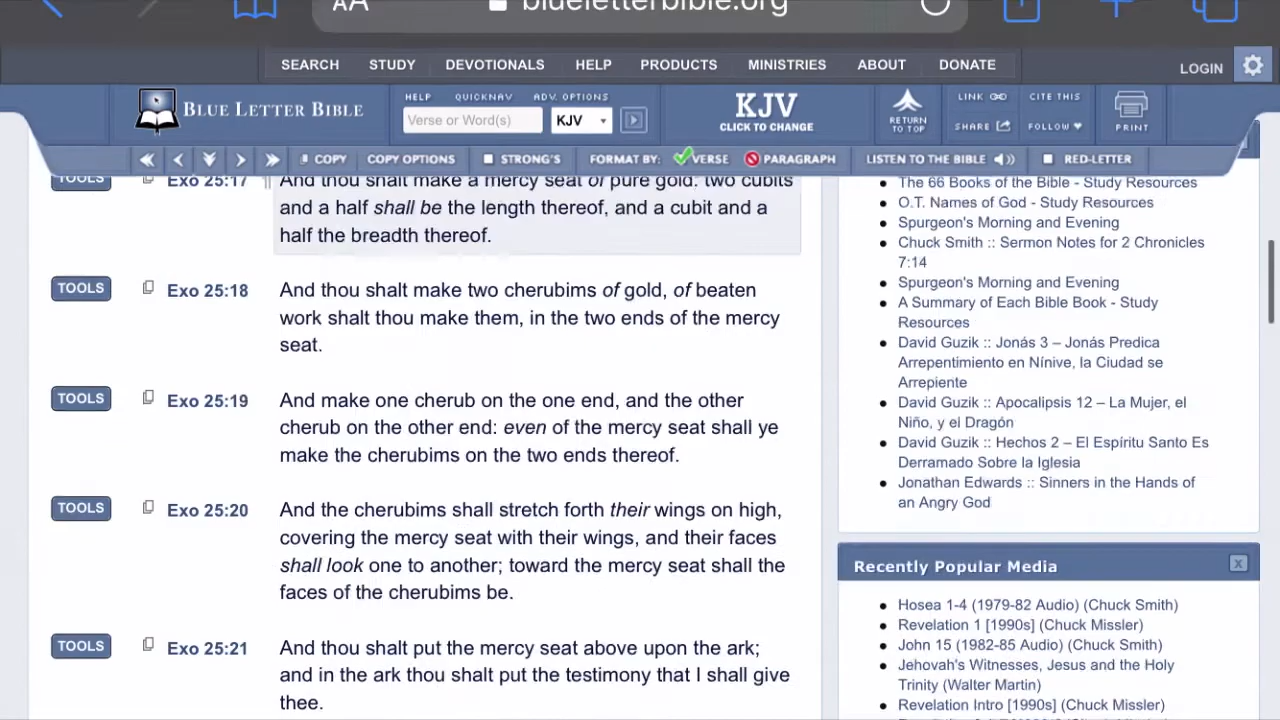 AA
blueletterbible.org
SEARCH STUDY DEVOTIONALS HELP PRODUCTS MINISTRIES ABOUT DONATE LOGIN
BLUE LETTER BIBLE
HELP QUICKNAV ADV. OPTIONS
Verse or Word(s) KJV
KJV
CLICK TO CHANGE
RETURN
TO TOP
LINK CITE THIS
SHARE FOLLOW
PRINT
COPY COPY OPTIONS STRONG'S FORMAT BY: VERSE PARAGRAPH LISTEN TO THE BIBLE RED-LETTER
TOOLS Exo 25:17 ¶ And thou shalt make a mercy seat of pure gold: two cubits
and a half shall be the length thereof, and a cubit and a
half the breadth thereof.
TOOLS Exo 25:18 And thou shalt make two cherubims of gold, of beaten
work shalt thou make them, in the two ends of the mercy
seat.
TOOLS Exo 25:19 And make one cherub on the one end, and the other
cherub on the other end: even of the mercy seat shall ye
make the cherubims on the two ends thereof.
TOOLS Exo 25:20 And the cherubims shall stretch forth their wings on high,
covering the mercy seat with their wings, and their faces
shall look one to another; toward the mercy seat shall the
faces of the cherubims be.
TOOLS Exo 25:21 And thou shalt put the mercy seat above upon the ark;
and in the ark thou shalt put the testimony that I shall give
thee.
The 66 Books of the Bible - Study Resources
O.T. Names of God - Study Resources
Spurgeon's Morning and Evening
Chuck Smith :: Sermon Notes for 2 Chronicles
7:14
Spurgeon's Morning and Evening
A Summary of Each Bible Book - Study
Resources
David Guzik :: Jonás 3 – Jonás Predica
Arrepentimiento en Nínive, la Ciudad se
Arrepiente
David Guzik :: Apocalipsis 12 – La Mujer, el
Niño, y el Dragón
David Guzik :: Hechos 2 – El Espíritu Santo Es
Derramado Sobre la Iglesia
Jonathan Edwards :: Sinners in the Hands of
an Angry God
Recently Popular Media x
Hosea 1-4 (1979-82 Audio) (Chuck Smith)
Revelation 1 [1990s] (Chuck Missler)
John 15 (1982-85 Audio) (Chuck Smith)
Jehovah's Witnesses, Jesus and the Holy
Trinity (Walter Martin)
Revelation Intro [1990s] (Chuck Missler)